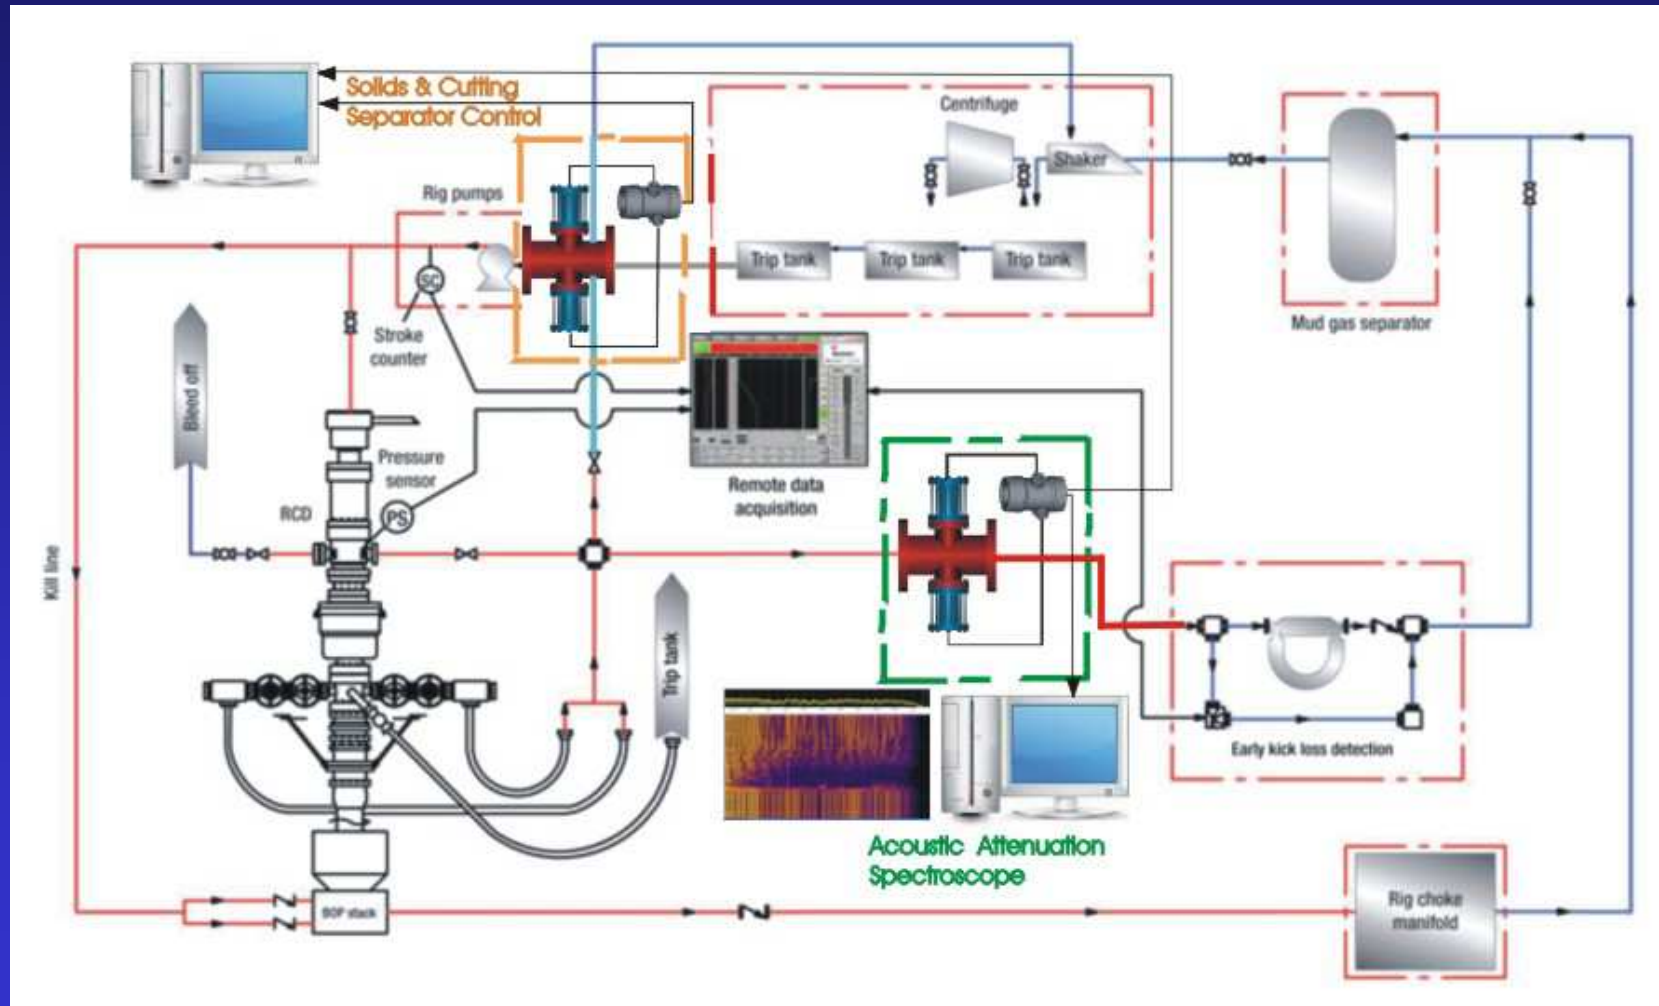 Solids & Cutting
Separator Control
Centrifuge
Shaker
Rig pumps
Trip tank
Trip tank
Trip tank
SC
Mud gas separator
Stroke
counter
Bleed off
Pressure
sensor
Remote data
acquisition
RCD
PS
Kill line
Trip tank
Early kick loss detection
Acoustic Attenuation
Spectroscope
BOP stack
Rig choke
manifold